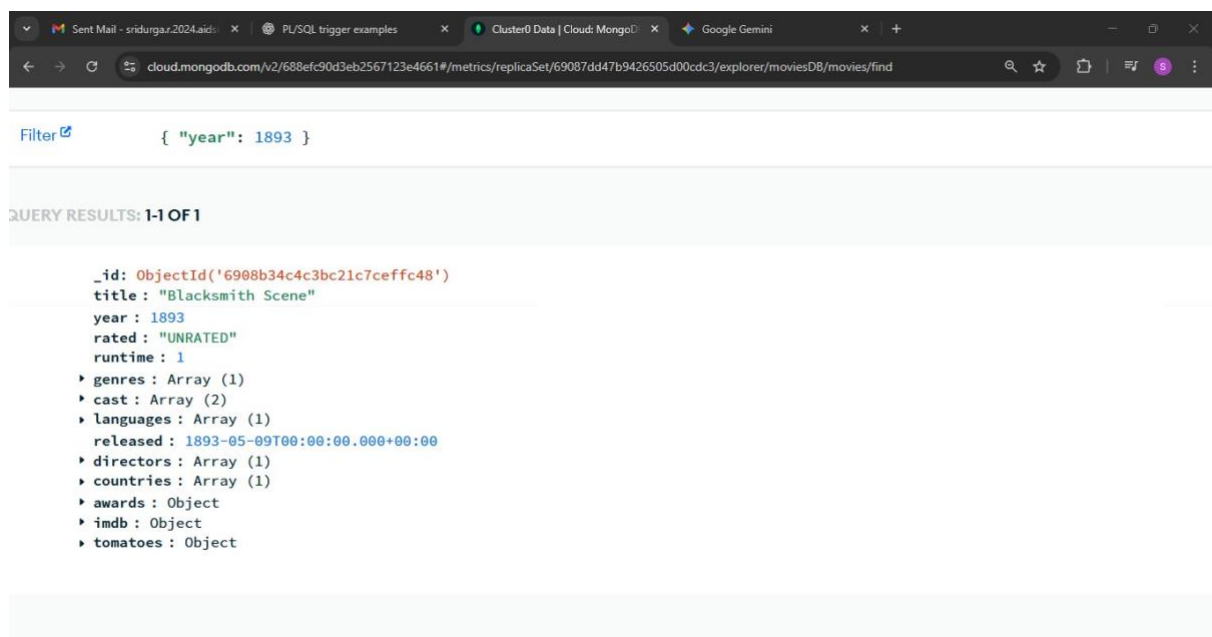 Sent Mail - sridurga.r.2024.aids
PL/SQL trigger examples
Cluster0 Data | Cloud: MongoD
Google Gemini
cloud.mongodb.com/v2/688efc90d3eb2567123e4661#/metrics/replicaSet/69087dd47b9426505d00cdc3/explorer/moviesDB/movies/find
S
Filter { "year": 1893 }
QUERY RESULTS: 1-1 OF 1
_id: ObjectId('6908b34c4c3bc21c7ceffc48')
title : "Blacksmith Scene"
year : 1893
rated : "UNRATED"
runtime : 1
genres : Array (1)
cast : Array (2)
languages : Array (1)
released : 1893-05-09T00:00:00.000+00:00
directors : Array (1)
countries : Array (1)
awards : Object
imdb : Object
tomatoes : Object